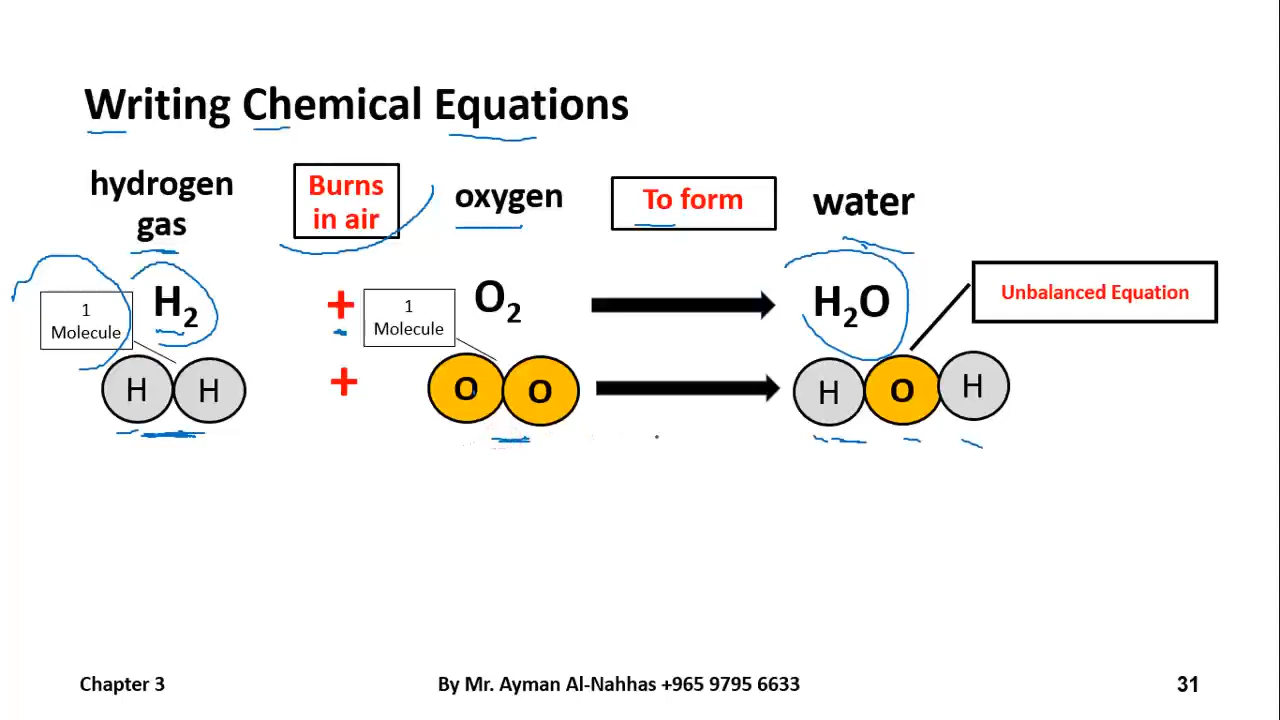 Writing Chemical Equations
hydrogen
gas
Burns
in air
oxygen
To form
water
H₂
+
O₂
H₂O
Unbalanced Equation
1
Molecule
1
Molecule
H H
+
O O
H O H
Chapter 3
By Mr. Ayman Al-Nahhas +965 9795 6633
31